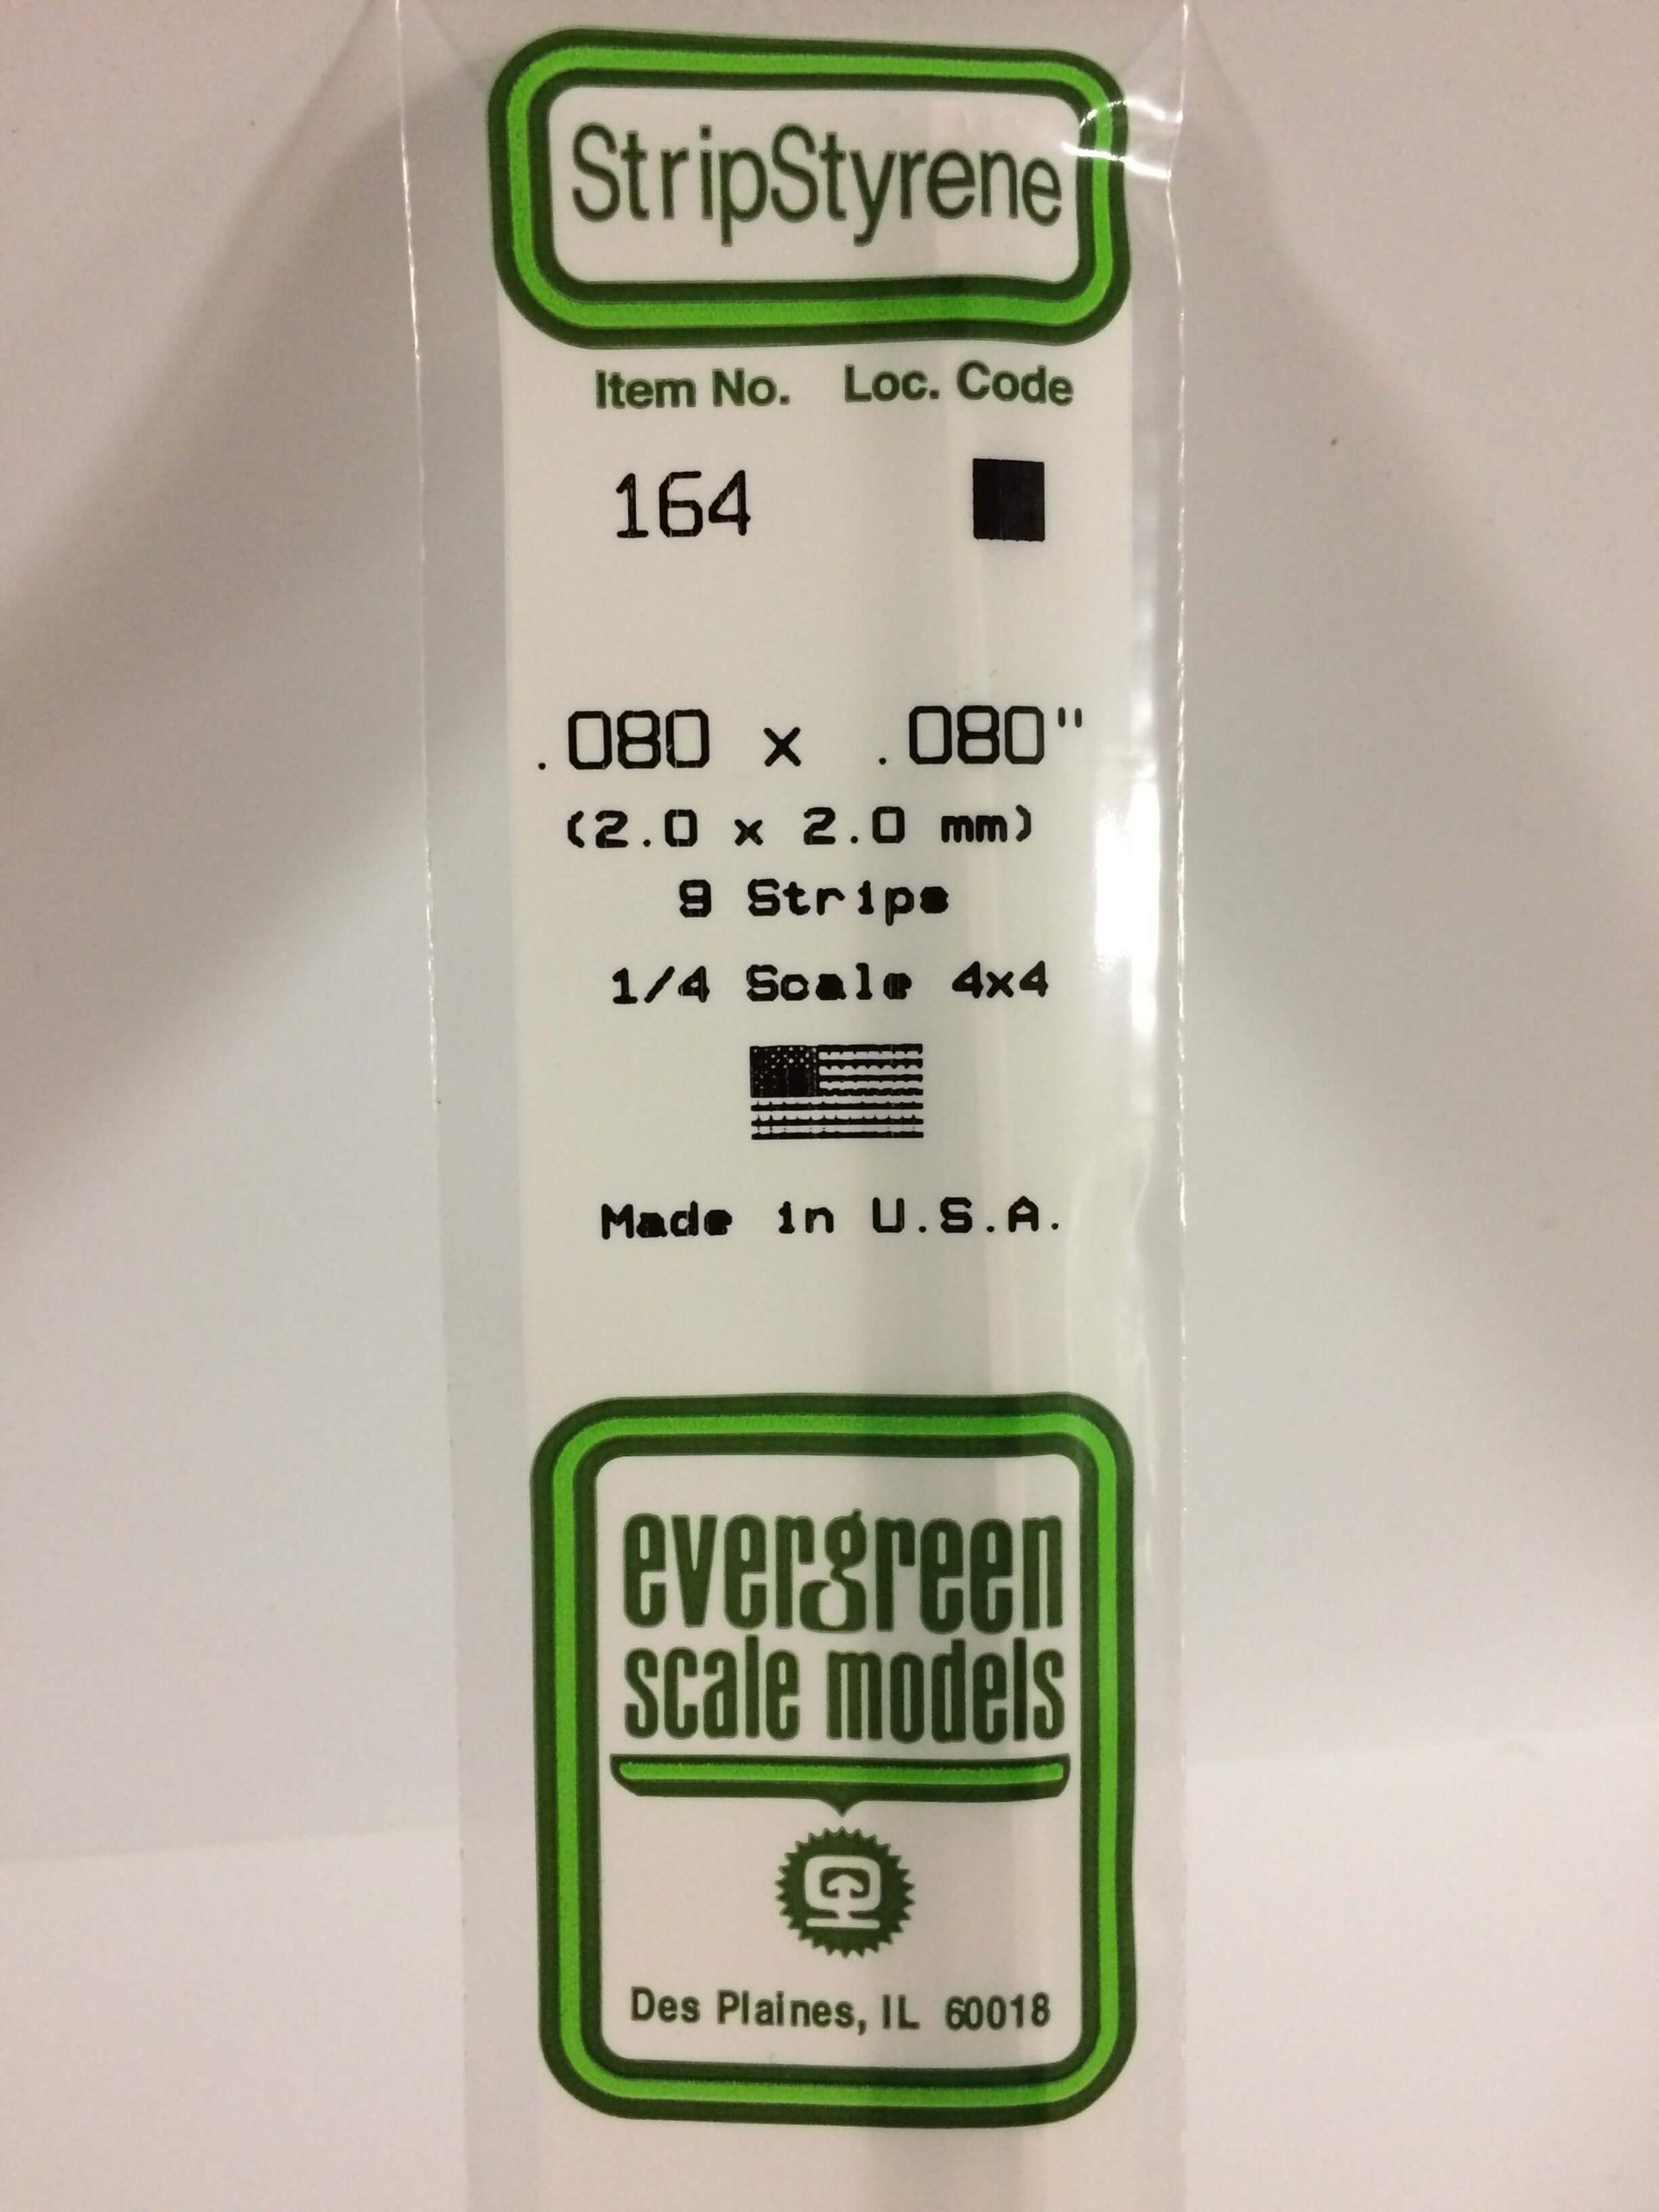 StripStyrene
Item No. Loc. Code
164
.080 x .080"
(2.0 x 2.0 mm)
9 Strips
1/4 Scale 4x4
Made in U.S.A.
evergreen
scale models
Des Plaines, IL 60018